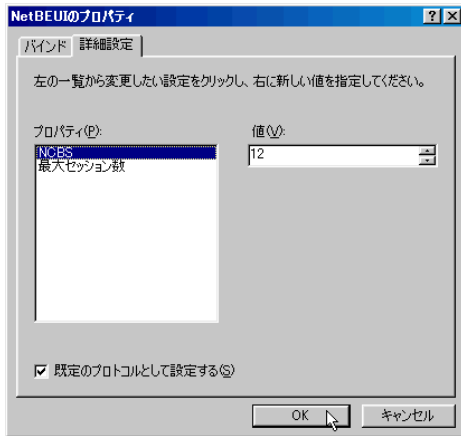 NetBEUIのプロパティ
バインド 詳細設定
左の一覧から変更したい設定をクリックし、右に新しい値を指定してください。
プロパティ(P): 値(V):
NCBS 12
最大セッション数
既定のプロトコルとして設定する(S)
OK キャンセル